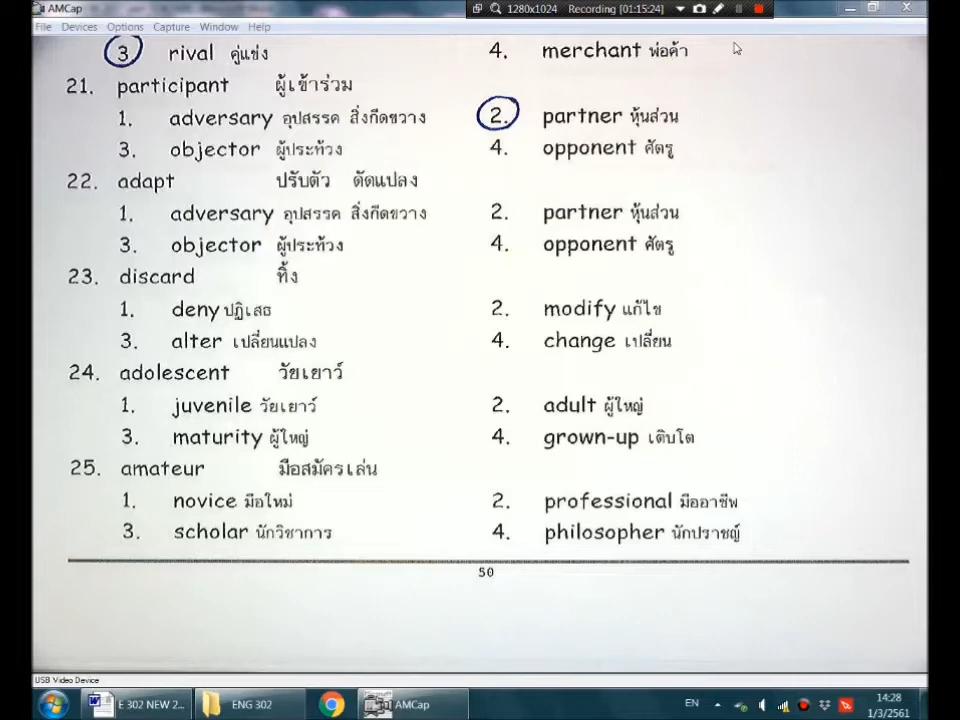 AMCap
1280x1024 Recording [01:15:24]
File Devices Options Capture Window Help
3 rival คู่แข่ง 4. merchant พ่อค้า
21. participant ผู้เข้าร่วม
1. adversary อุปสรรค สิ่งกีดขวาง 2. partner หุ้นส่วน
3. objector ผู้ประท้วง 4. opponent ศัตรู
22. adapt ปรับตัว ดัดแปลง
1. adversary อุปสรรค สิ่งกีดขวาง 2. partner หุ้นส่วน
3. objector ผู้ประท้วง 4. opponent ศัตรู
23. discard ทิ้ง
1. deny ปฏิเสธ 2. modify แก้ไข
3. alter เปลี่ยนแปลง 4. change เปลี่ยน
24. adolescent วัยเยาว์
1. juvenile วัยเยาว์ 2. adult ผู้ใหญ่
3. maturity ผู้ใหญ่ 4. grown-up เติบโต
25. amateur มือสมัครเล่น
1. novice มือใหม่ 2. professional มืออาชีพ
3. scholar นักวิชาการ 4. philosopher นักปราชญ์
50
USB Video Device
E 302 NEW 2... ENG 302 AMCap EN 14:28
1/3/2561